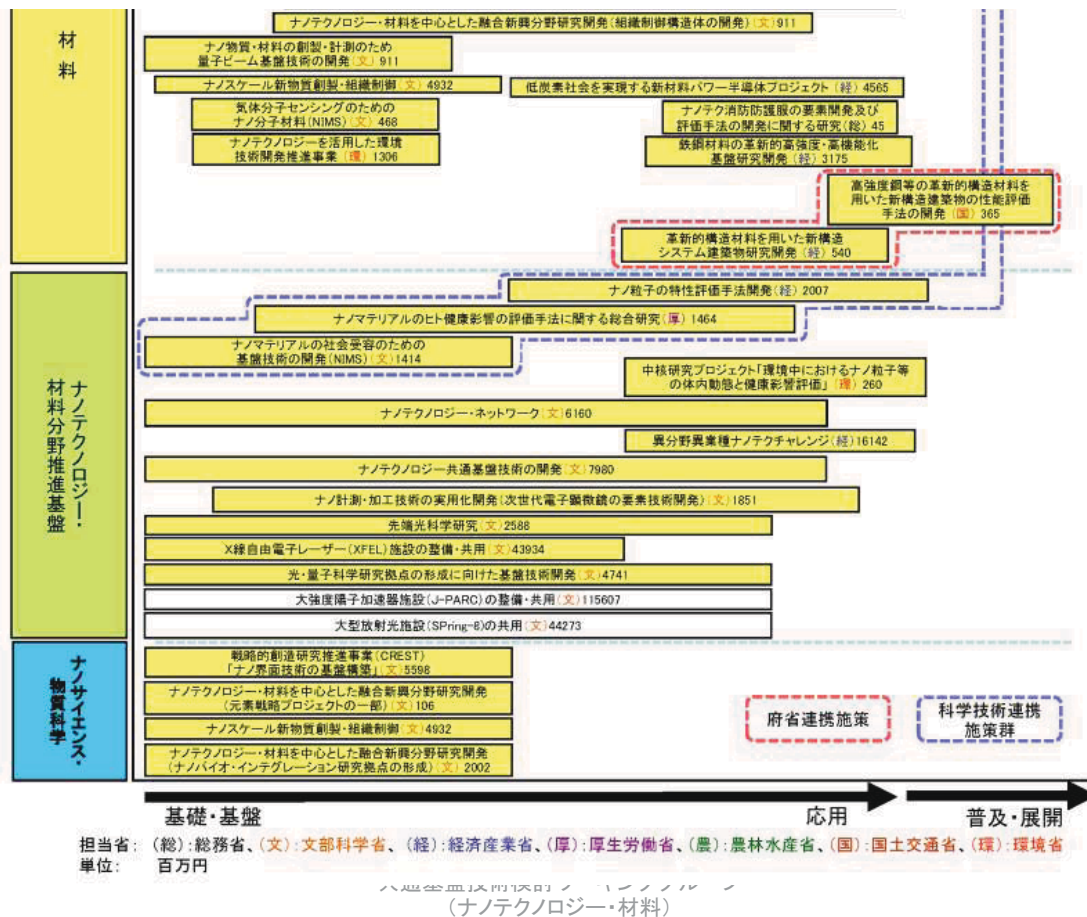 材料
ナノテクノロジー・材料を中心とした融合新興分野研究開発(組織制御構造体の開発)(文)911
ナノ物質・材料の創製・計測のため
量子ビーム基盤技術の開発(文)911
ナノスケール新物質創製・組織制御(文)4932
低炭素社会を実現する新材料パワー半導体プロジェクト(経)4565
気体分子センシングのための
ナノ分子材料(NIMS)(文)468
ナノテク消防防護服の要素開発及び
評価手法の開発に関する研究(総)45
ナノテクノロジーを活用した環境
技術開発推進事業(環)1306
鉄鋼材料の革新的高強度・高機能化
基盤研究開発(経)3175
高強度鋼等の革新的構造材料を
用いた新構造建築物の性能評価
手法の開発(国)365
革新的構造材料を用いた新構造
システム建築物研究開発(経)540
ナノテクノロジー・
材料分野推進基盤
ナノ粒子の特性評価手法開発(経)2007
ナノマテリアルのヒト健康影響の評価手法に関する総合研究(厚)1464
ナノマテリアルの社会受容のための
基盤技術の開発(NIMS)(文)1414
中核研究プロジェクト「環境中におけるナノ粒子等
の体内動態と健康影響評価」(環)260
ナノテクノロジー・ネットワーク(文)6160
異分野異業種ナノテクチャレンジ(経)16142
ナノテクノロジー共通基盤技術の開発(文)7980
ナノ計測・加工技術の実用化開発(次世代電子顕微鏡の要素技術開発)(文)1851
先端光科学研究(文)2588
X線自由電子レーザー(XFEL)施設の整備・共用(文)43934
光・量子科学研究拠点の形成に向けた基盤技術開発(文)4741
大強度陽子加速器施設(J-PARC)の整備・共用(文)115607
大型放射光施設(SPring-8)の共用(文)44273
ナノサイエンス・
物質科学
戦略的創造研究推進事業(CREST)
「ナノ界面技術の基盤構築」(文)5598
ナノテクノロジー・材料を中心とした融合新興分野研究開発
(元素戦略プロジェクトの一部)(文)106
ナノスケール新物質創製・組織制御(文)4932
ナノテクノロジー・材料を中心とした融合新興分野研究開発
(ナノバイオ・インテグレーション研究拠点の形成)(文)2002
府省連携施策
科学技術連携
施策群
基礎・基盤
応用
普及・展開
担当省: (総):総務省、(文):文部科学省、(経):経済産業省、(厚):厚生労働省、(農):農林水産省、(国):国土交通省、(環):環境省
単位: 百万円
(ナノテクノロジー・材料)